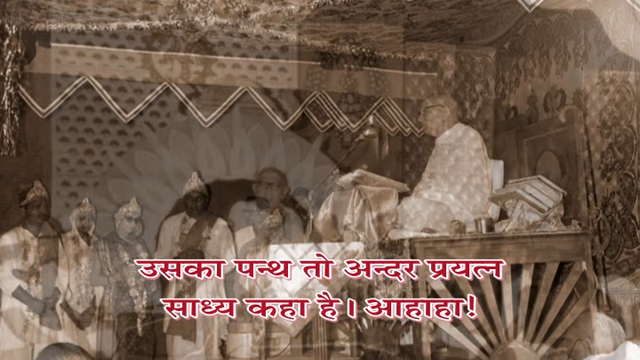 उसका पन्थ तो अन्दर प्रयत्न
साध्य कहा है। आहाहा!